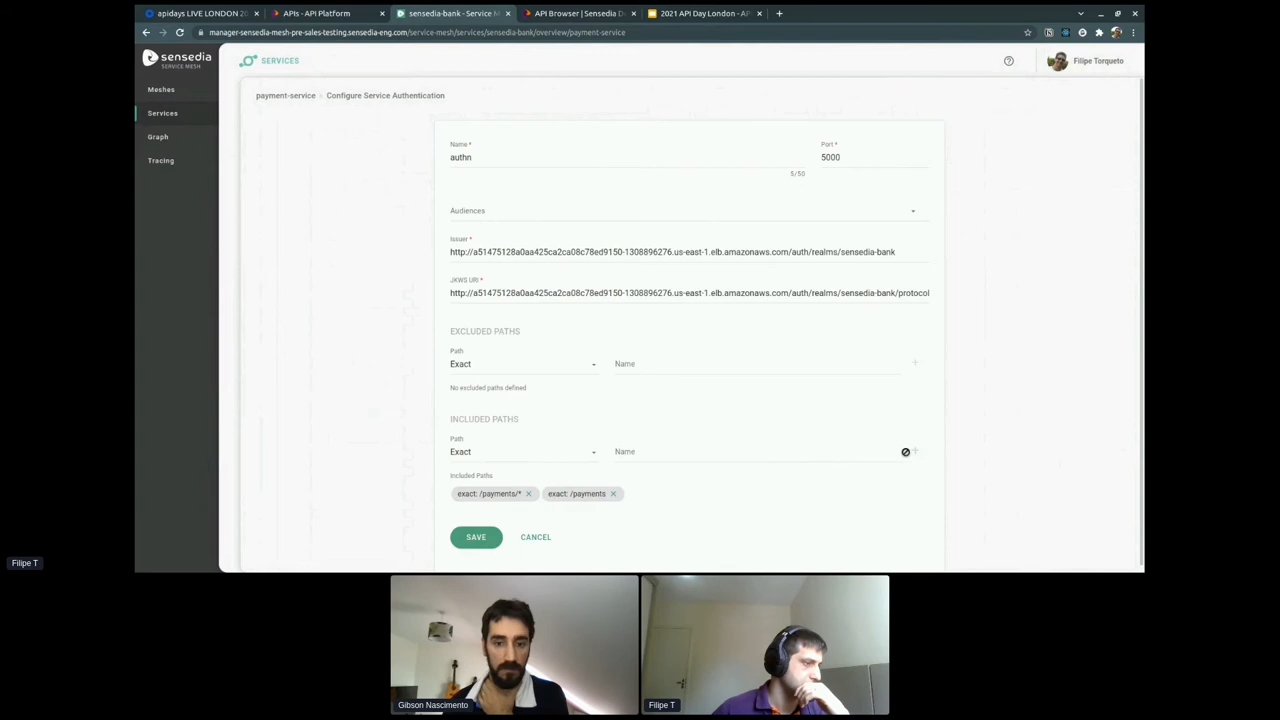 apidays LIVE LONDON 20
APIs - API Platform
sensedia-bank - Service M
API Browser | Sensedia D
2021 API Day London - AP
manager-sensedia-mesh-pre-sales-testing.sensedia-eng.com/service-mesh/services/sensedia-bank/overview/payment-service
sensedia
SERVICE MESH
SERVICES
Filipe Torqueto
Meshes
Services
Graph
Tracing
payment-service
Configure Service Authentication
Name *
authn
5/50
Port *
5000
Audiences
Issuer *
http://a51475128a0aa425ca2ca08c78ed9150-1308896276.us-east-1.elb.amazonaws.com/auth/realms/sensedia-bank
JKWS URI *
http://a51475128a0aa425ca2ca08c78ed9150-1308896276.us-east-1.elb.amazonaws.com/auth/realms/sensedia-bank/protocol
EXCLUDED PATHS
Path
Exact
Name
No excluded paths defined
INCLUDED PATHS
Path
Exact
Name
Included Paths
exact: /payments/*
exact: /payments
SAVE
CANCEL
Filipe T
Gibson Nascimento
Filipe T